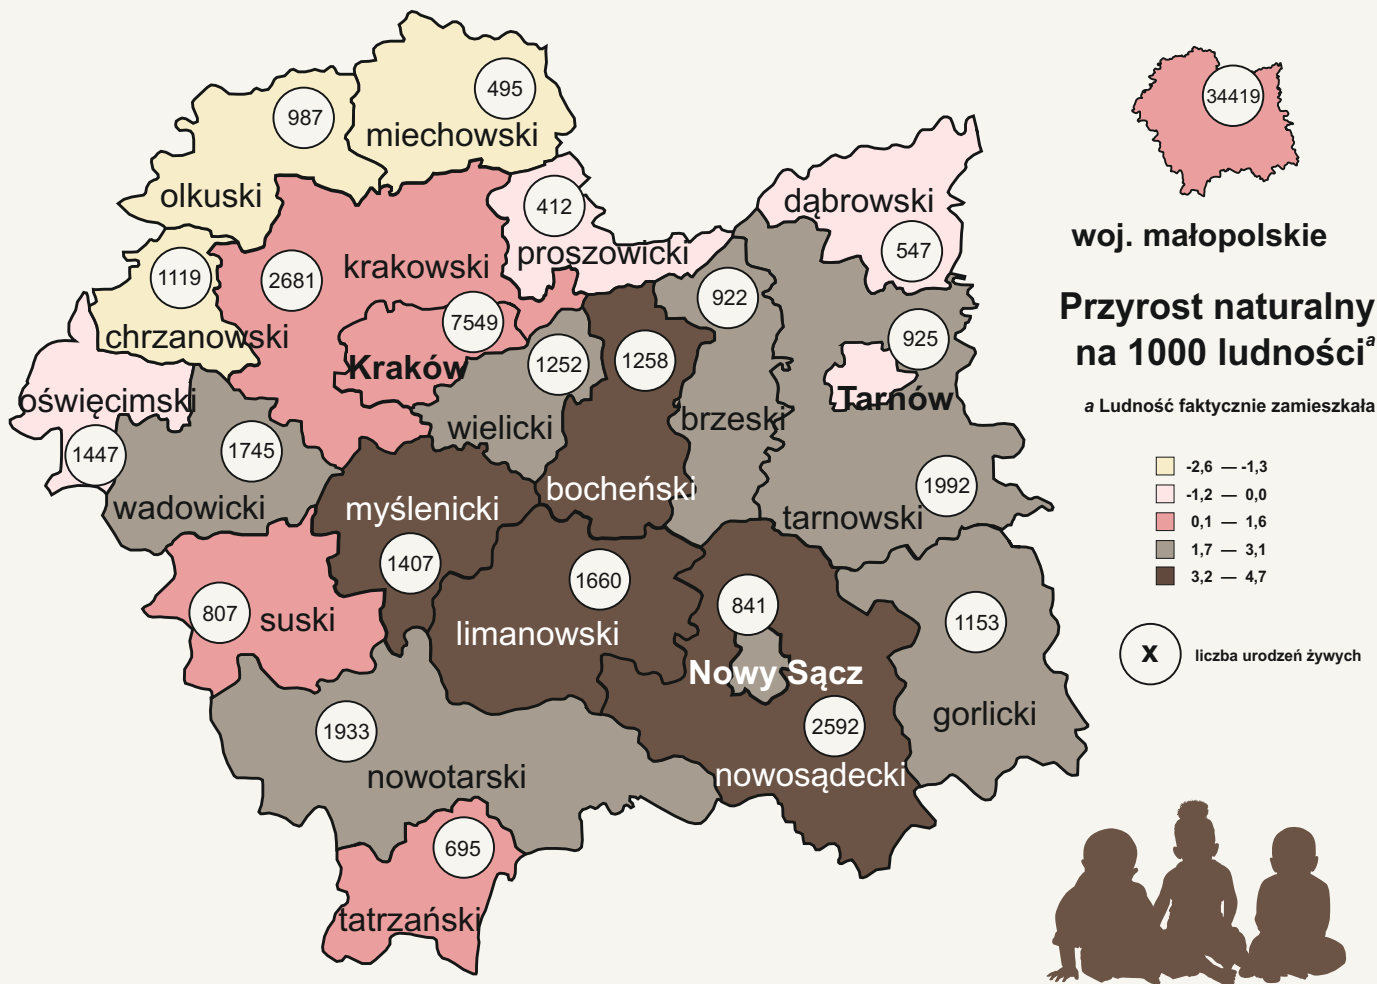 495
987
miechowski
olkuski
34419
412
dąbrowski
woj. małopolskie
547
proszowicki
krakowski
1119
2681
922
Przyrost naturalny
na 1000 ludności a
7549
chrzanowski
925
1252
1258
Kraków
oświęcimski
Tarnów
a Ludność faktycznie zamieszkała
brzeski
wielicki
1447
1745
-2,6 — -1,3
-1,2 — 0,0
0,1 — 1,6
1,7 — 3,1
3,2 — 4,7
bocheński
1992
wadowicki
myślenicki
tarnowski
1407
1660
807
suski
841
1153
limanowski
X
liczba urodzeń żywych
Nowy Sącz
gorlicki
1933
2592
nowotarski
nowosądecki
695
tatrzański